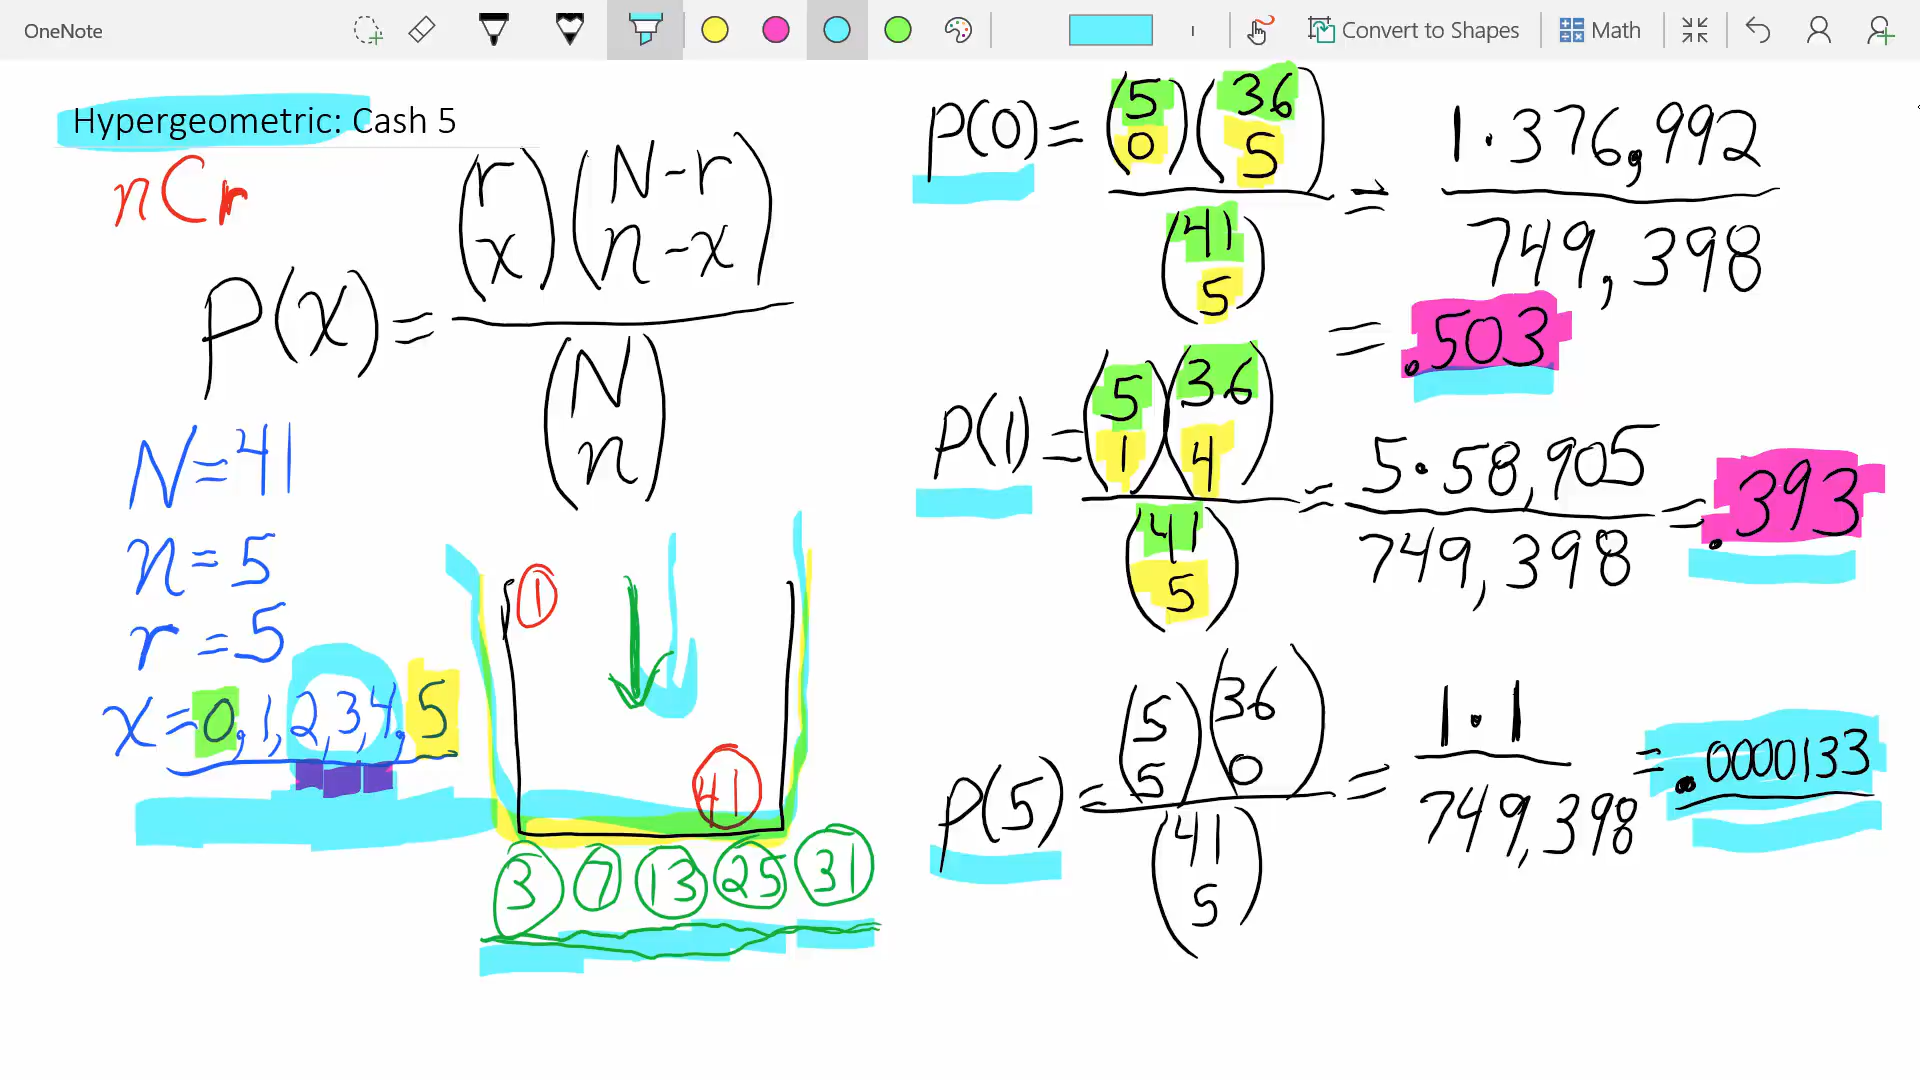 OneNote
Convert to Shapes
Math
Hypergeometric: Cash 5
nCr
P(x) = (r x)(N-r n-x) / (N n)
N=41
n=5
r=5
x=0,1,2,3,4,5
1
41
3 7 13 25 31
P(0) = (5 0)(36 5) / (41 5) = 1·376,992 / 749,398
= .503
P(1) = (5 1)(36 4) / (41 5) = 5·58,905 / 749,398 = .393
P(5) = (5 5)(36 0) / (41 5) = 1·1 / 749,398 = .0000133